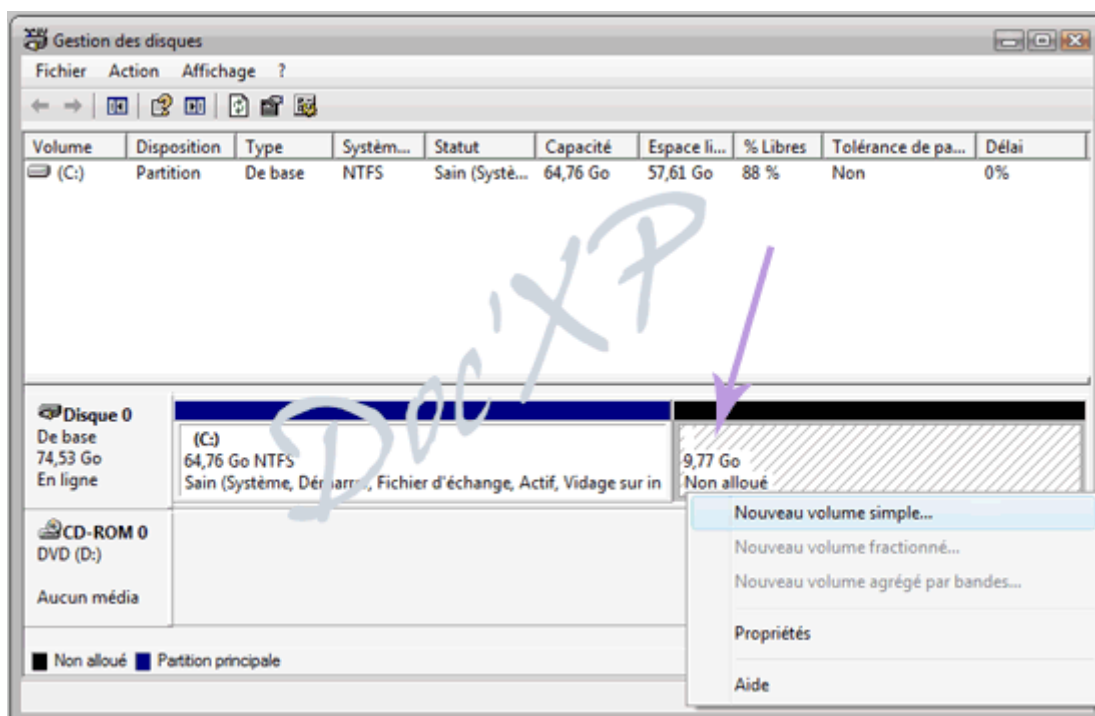 Gestion des disques
Fichier Action Affichage ?
Volume Disposition Type Systèm... Statut Capacité Espace li... % Libres Tolérance de pa... Délai
(C:) Partition De base NTFS Sain (Systè... 64,76 Go 57,61 Go 88 % Non 0%
Doc'XP
Disque 0
De base
74,53 Go
En ligne
(C:)
64,76 Go NTFS
Sain (Système, Démarrer, Fichier d'échange, Actif, Vidage sur in
9,77 Go
Non alloué
Nouveau volume simple...
Nouveau volume fractionné...
Nouveau volume agrégé par bandes...
Propriétés
Aide
CD-ROM 0
DVD (D:)
Aucun média
Non alloué Partition principale